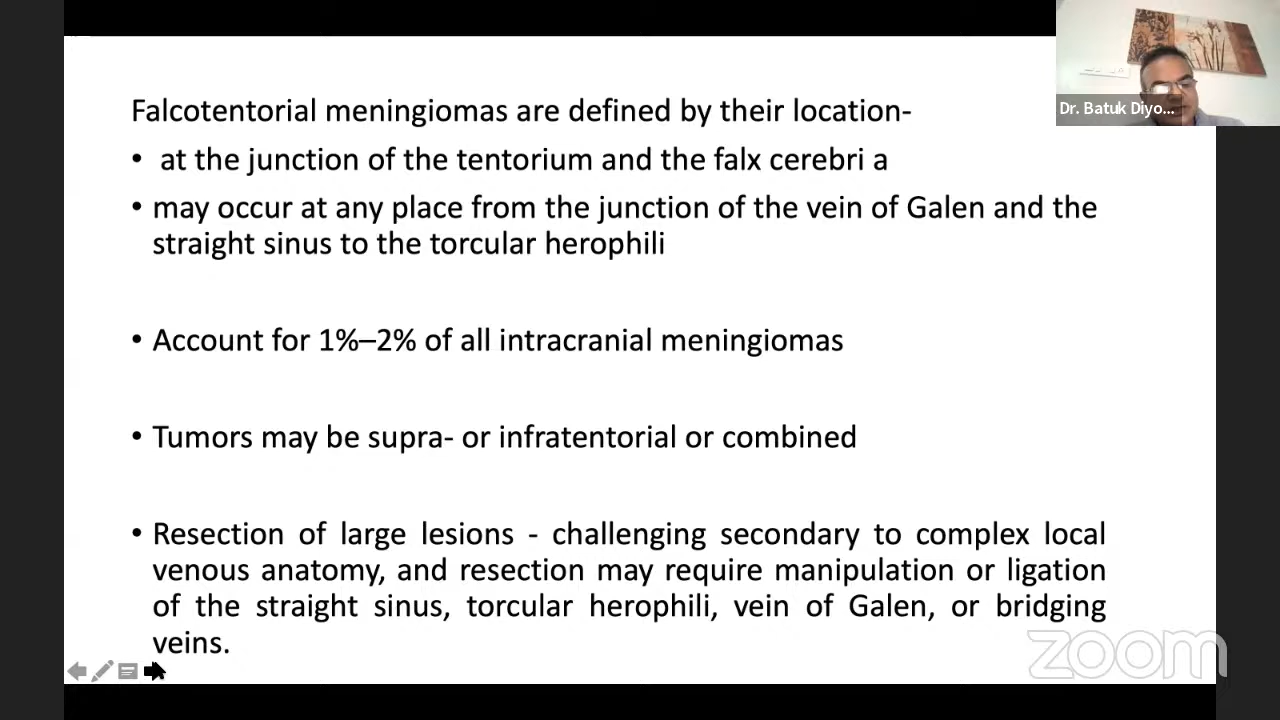 Dr. Batuk Diyo...
Falcotentorial meningiomas are defined by their location-
• at the junction of the tentorium and the falx cerebri a
• may occur at any place from the junction of the vein of Galen and the
straight sinus to the torcular herophili
• Account for 1%–2% of all intracranial meningiomas
• Tumors may be supra- or infratentorial or combined
• Resection of large lesions - challenging secondary to complex local
venous anatomy, and resection may require manipulation or ligation
of the straight sinus, torcular herophili, vein of Galen, or bridging
veins.
zoom